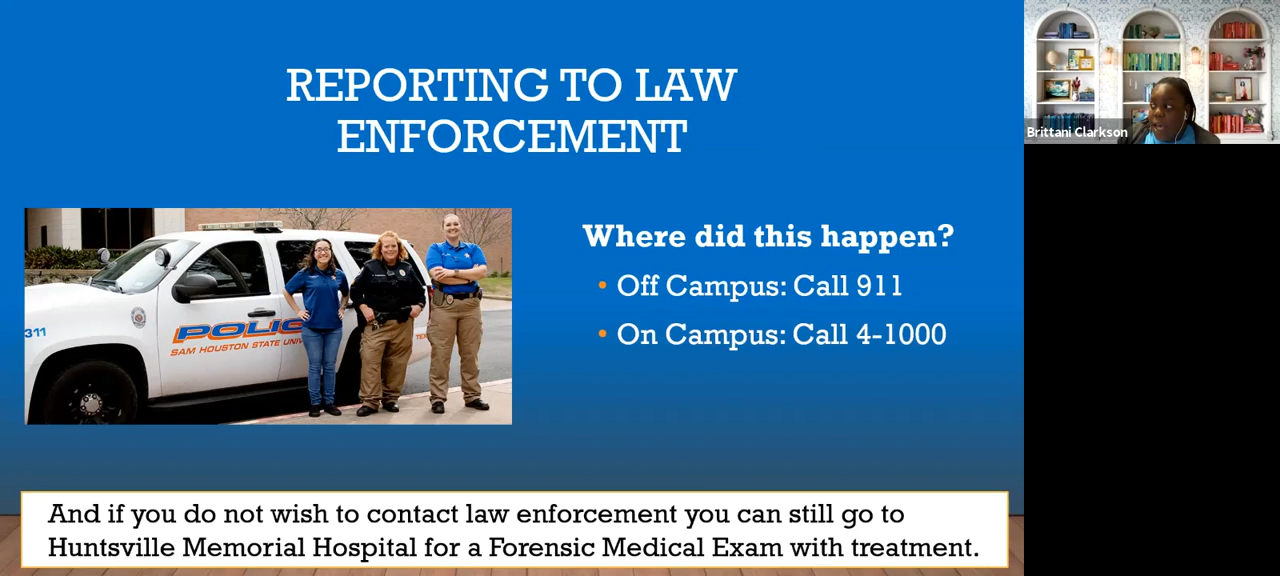 REPORTING TO LAW
ENFORCEMENT
Brittani Clarkson
311
POLIC
SAM HOUSTON STATE UNIV
TEX
Where did this happen?
• Off Campus: Call 911
• On Campus: Call 4-1000
And if you do not wish to contact law enforcement you can still go to
Huntsville Memorial Hospital for a Forensic Medical Exam with treatment.